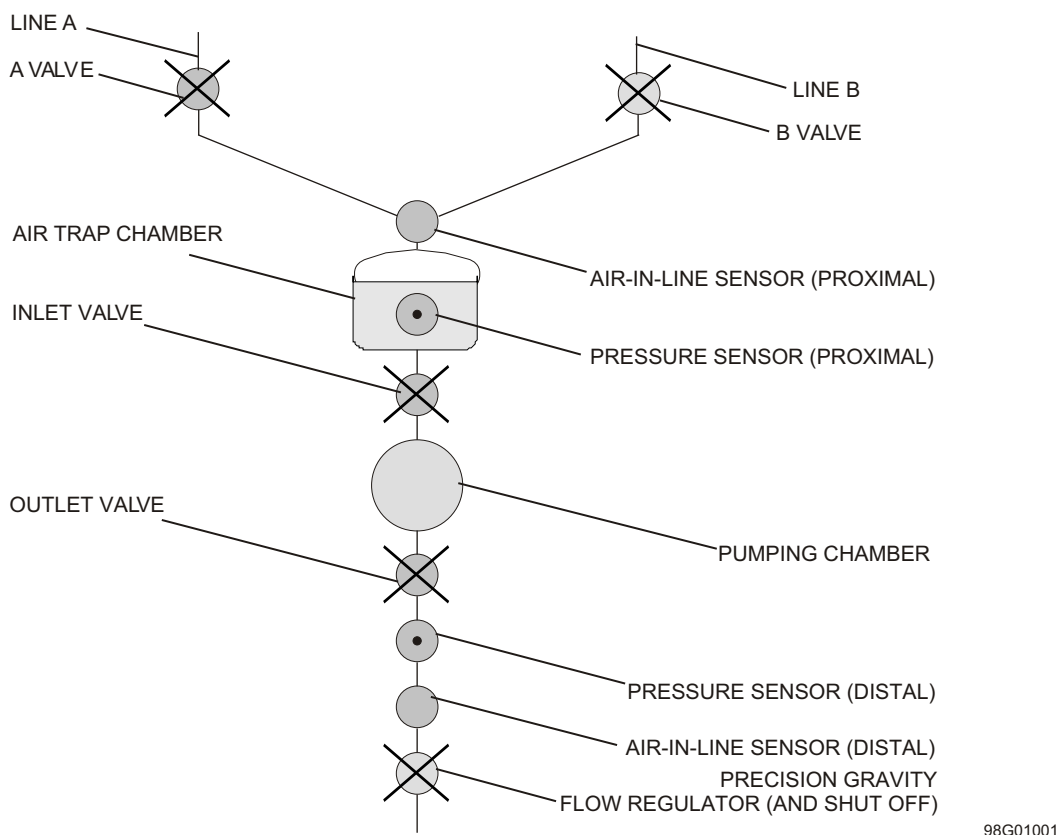 LINE A
A VALVE
LINE B
B VALVE
AIR TRAP CHAMBER
AIR-IN-LINE SENSOR (PROXIMAL)
INLET VALVE
PRESSURE SENSOR (PROXIMAL)
OUTLET VALVE
PUMPING CHAMBER
PRESSURE SENSOR (DISTAL)
AIR-IN-LINE SENSOR (DISTAL)
PRECISION GRAVITY
FLOW REGULATOR (AND SHUT OFF)
98G01001